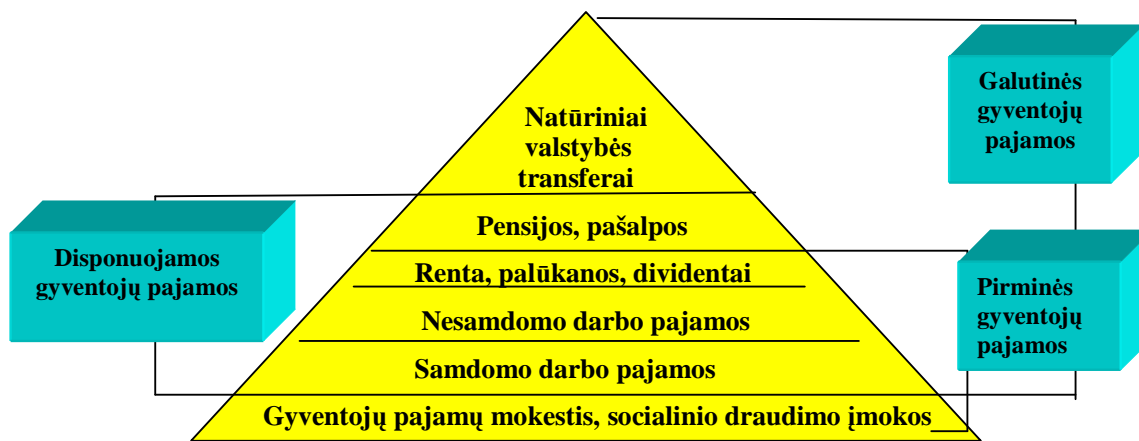 Natūriniai
valstybės
transferai
Pensijos, pašalpos
Renta, palūkanos, dividentai
Nesamdomo darbo pajamos
Samdomo darbo pajamos
Gyventojų pajamų mokestis, socialinio draudimo įmokos
Disponuojamos
gyventojų pajamos
Galutinės
gyventojų
pajamos
Pirminės
gyventojų
pajamos